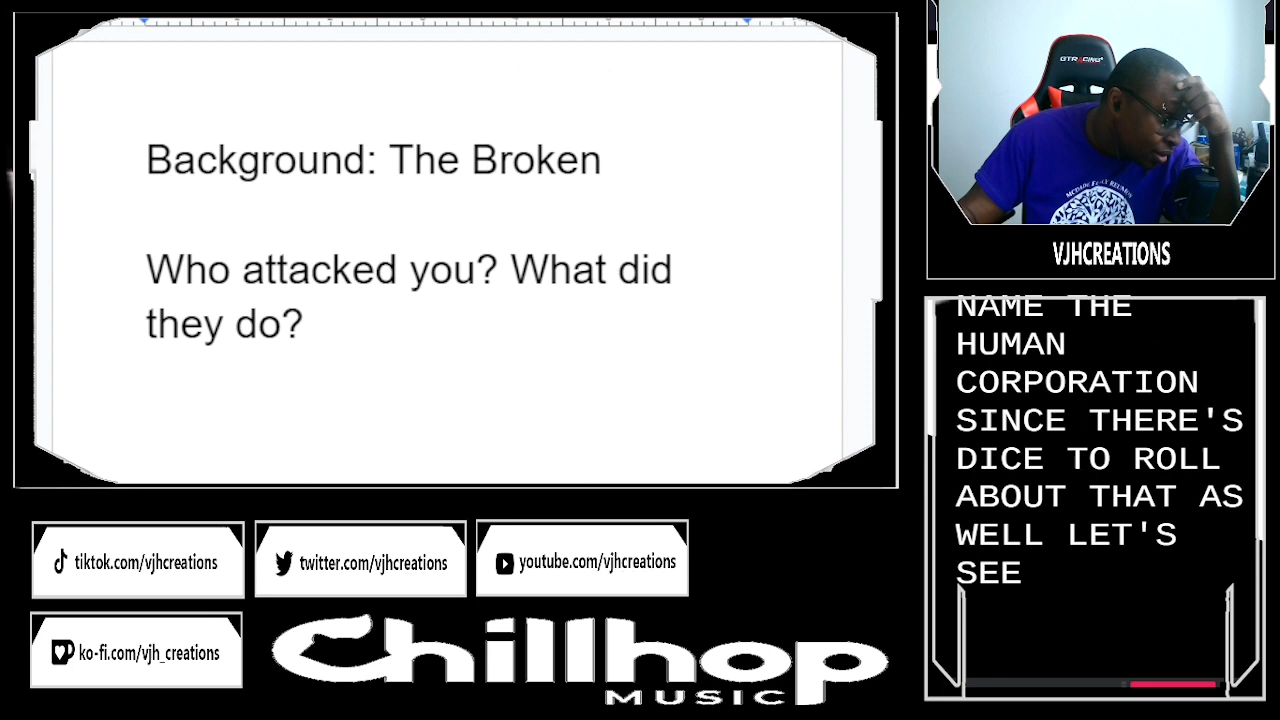 Background: The Broken
Who attacked you? What did
they do?
GTRACING
VJHCREATIONS
NAME THE
HUMAN
CORPORATION
SINCE THERE'S
DICE TO ROLL
ABOUT THAT AS
WELL LET'S
SEE
tiktok.com/vjhcreations
twitter.com/vjhcreations
youtube.com/vjhcreations
ko-fi.com/vjh_creations
Chillhop
MUSIC